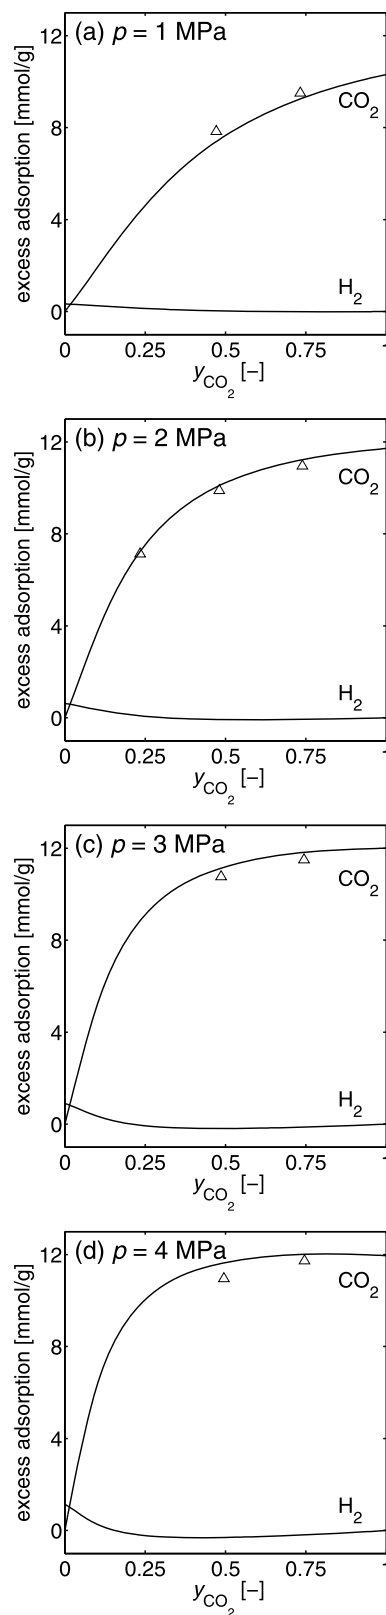 (a) p = 1 MPa
12
8
4
0
excess adsorption [mmol/g]
CO2
H2
0 0.25 0.5 0.75 1
yCO2 [–]
(b) p = 2 MPa
12
8
4
0
excess adsorption [mmol/g]
CO2
H2
0 0.25 0.5 0.75 1
yCO2 [–]
(c) p = 3 MPa
12
8
4
0
excess adsorption [mmol/g]
CO2
H2
0 0.25 0.5 0.75 1
yCO2 [–]
(d) p = 4 MPa
12
8
4
0
excess adsorption [mmol/g]
CO2
H2
0 0.25 0.5 0.75 1
yCO2 [–]